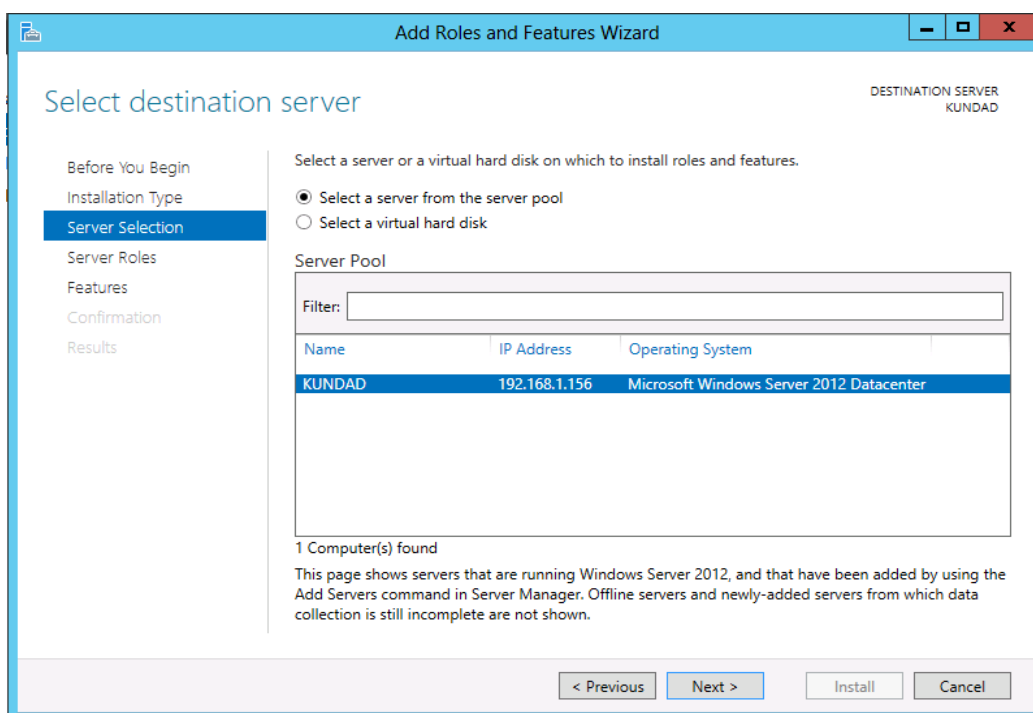 Add Roles and Features Wizard
Select destination server
DESTINATION SERVER
KUNDAD
Before You Begin
Installation Type
Server Selection
Server Roles
Features
Confirmation
Results
Select a server or a virtual hard disk on which to install roles and features.
Select a server from the server pool
Select a virtual hard disk
Server Pool
Filter:
Name IP Address Operating System
KUNDAD 192.168.1.156 Microsoft Windows Server 2012 Datacenter
1 Computer(s) found
This page shows servers that are running Windows Server 2012, and that have been added by using the
Add Servers command in Server Manager. Offline servers and newly-added servers from which data
collection is still incomplete are not shown.
< Previous Next > Install Cancel